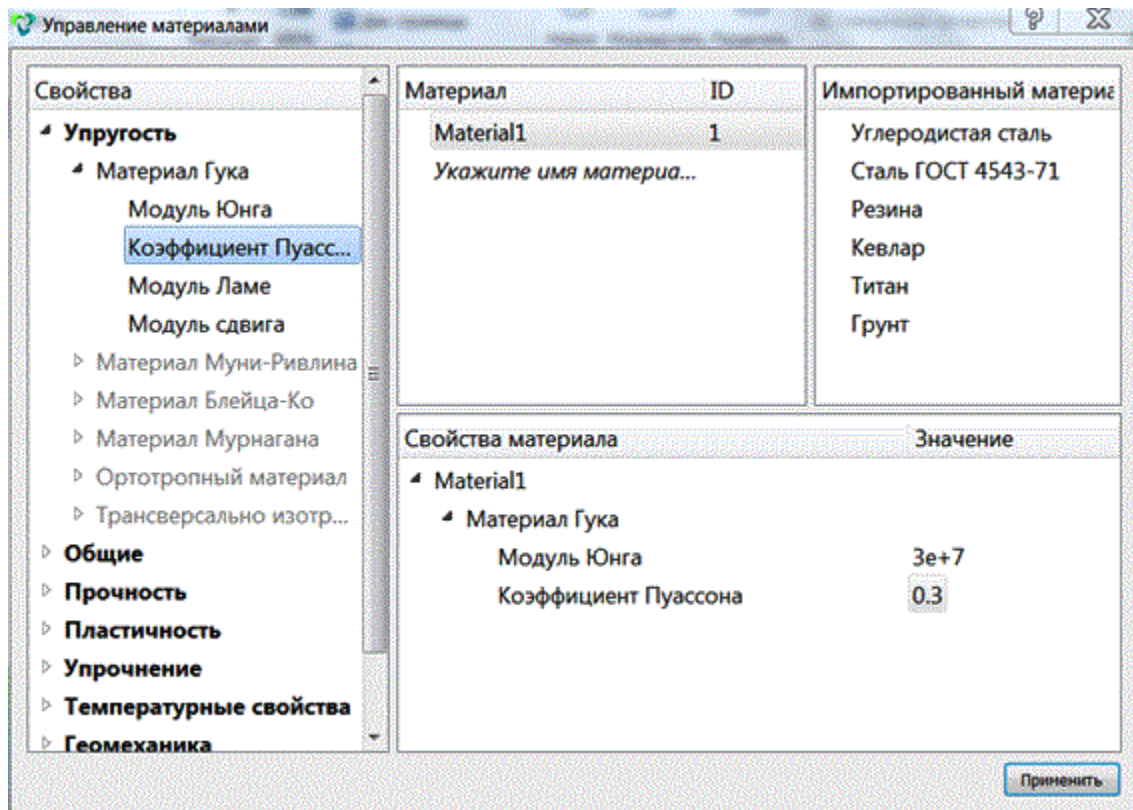 Управление материалами
Свойства
Упругость
Материал Гука
Модуль Юнга
Коэффициент Пуасс...
Модуль Ламе
Модуль сдвига
Материал Муни-Ривлина
Материал Блейца-Ко
Материал Мурнагана
Ортотропный материал
Трансверсально изотр...
Общие
Прочность
Пластичность
Упрочнение
Температурные свойства
Геомеханика
Материал ID
Material1 1
Укажите имя материа...
Импортированный материа
Углеродистая сталь
Сталь ГОСТ 4543-71
Резина
Кевлар
Титан
Грунт
Свойства материала Значение
Material1
Материал Гука
Модуль Юнга 3e+7
Коэффициент Пуассона 0.3
Применить